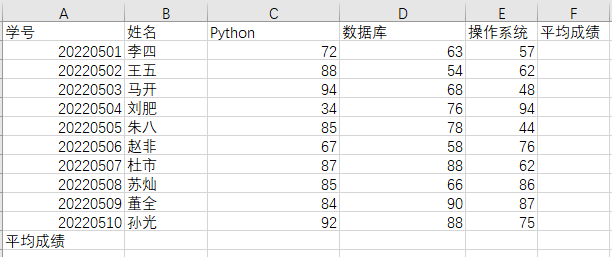 A B C D E F
学号 姓名 Python 数据库 操作系统 平均成绩
20220501 李四 72 63 57
20220502 王五 88 54 62
20220503 马开 94 68 48
20220504 刘肥 34 76 94
20220505 朱八 85 78 44
20220506 赵非 67 58 76
20220507 杜市 87 88 62
20220508 苏灿 85 66 86
20220509 董全 84 90 87
20220510 孙光 92 88 75
平均成绩